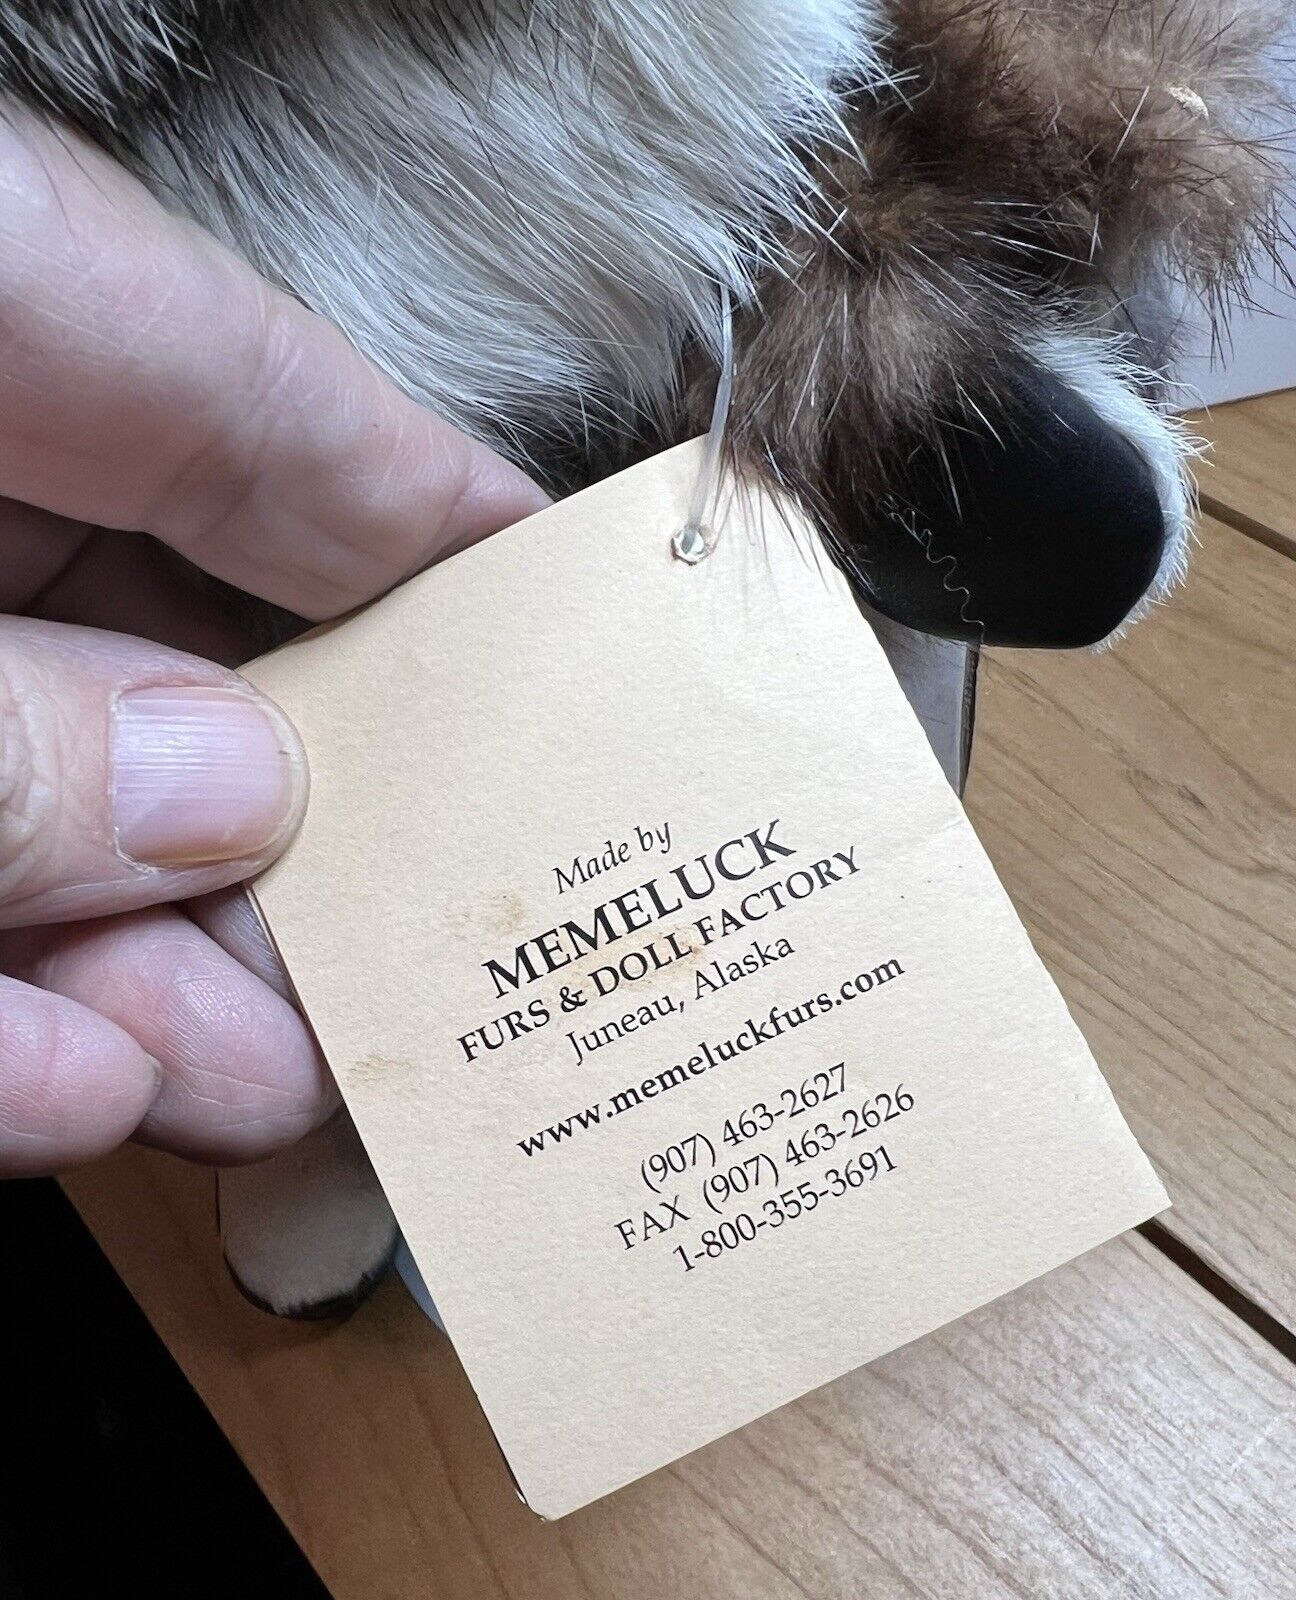 Made by
MEMELUCK
FURS & DOLL FACTORY
Juneau, Alaska
www.memeluckfurs.com
(907) 463-2627
FAX (907) 463-2626
1-800-355-3691